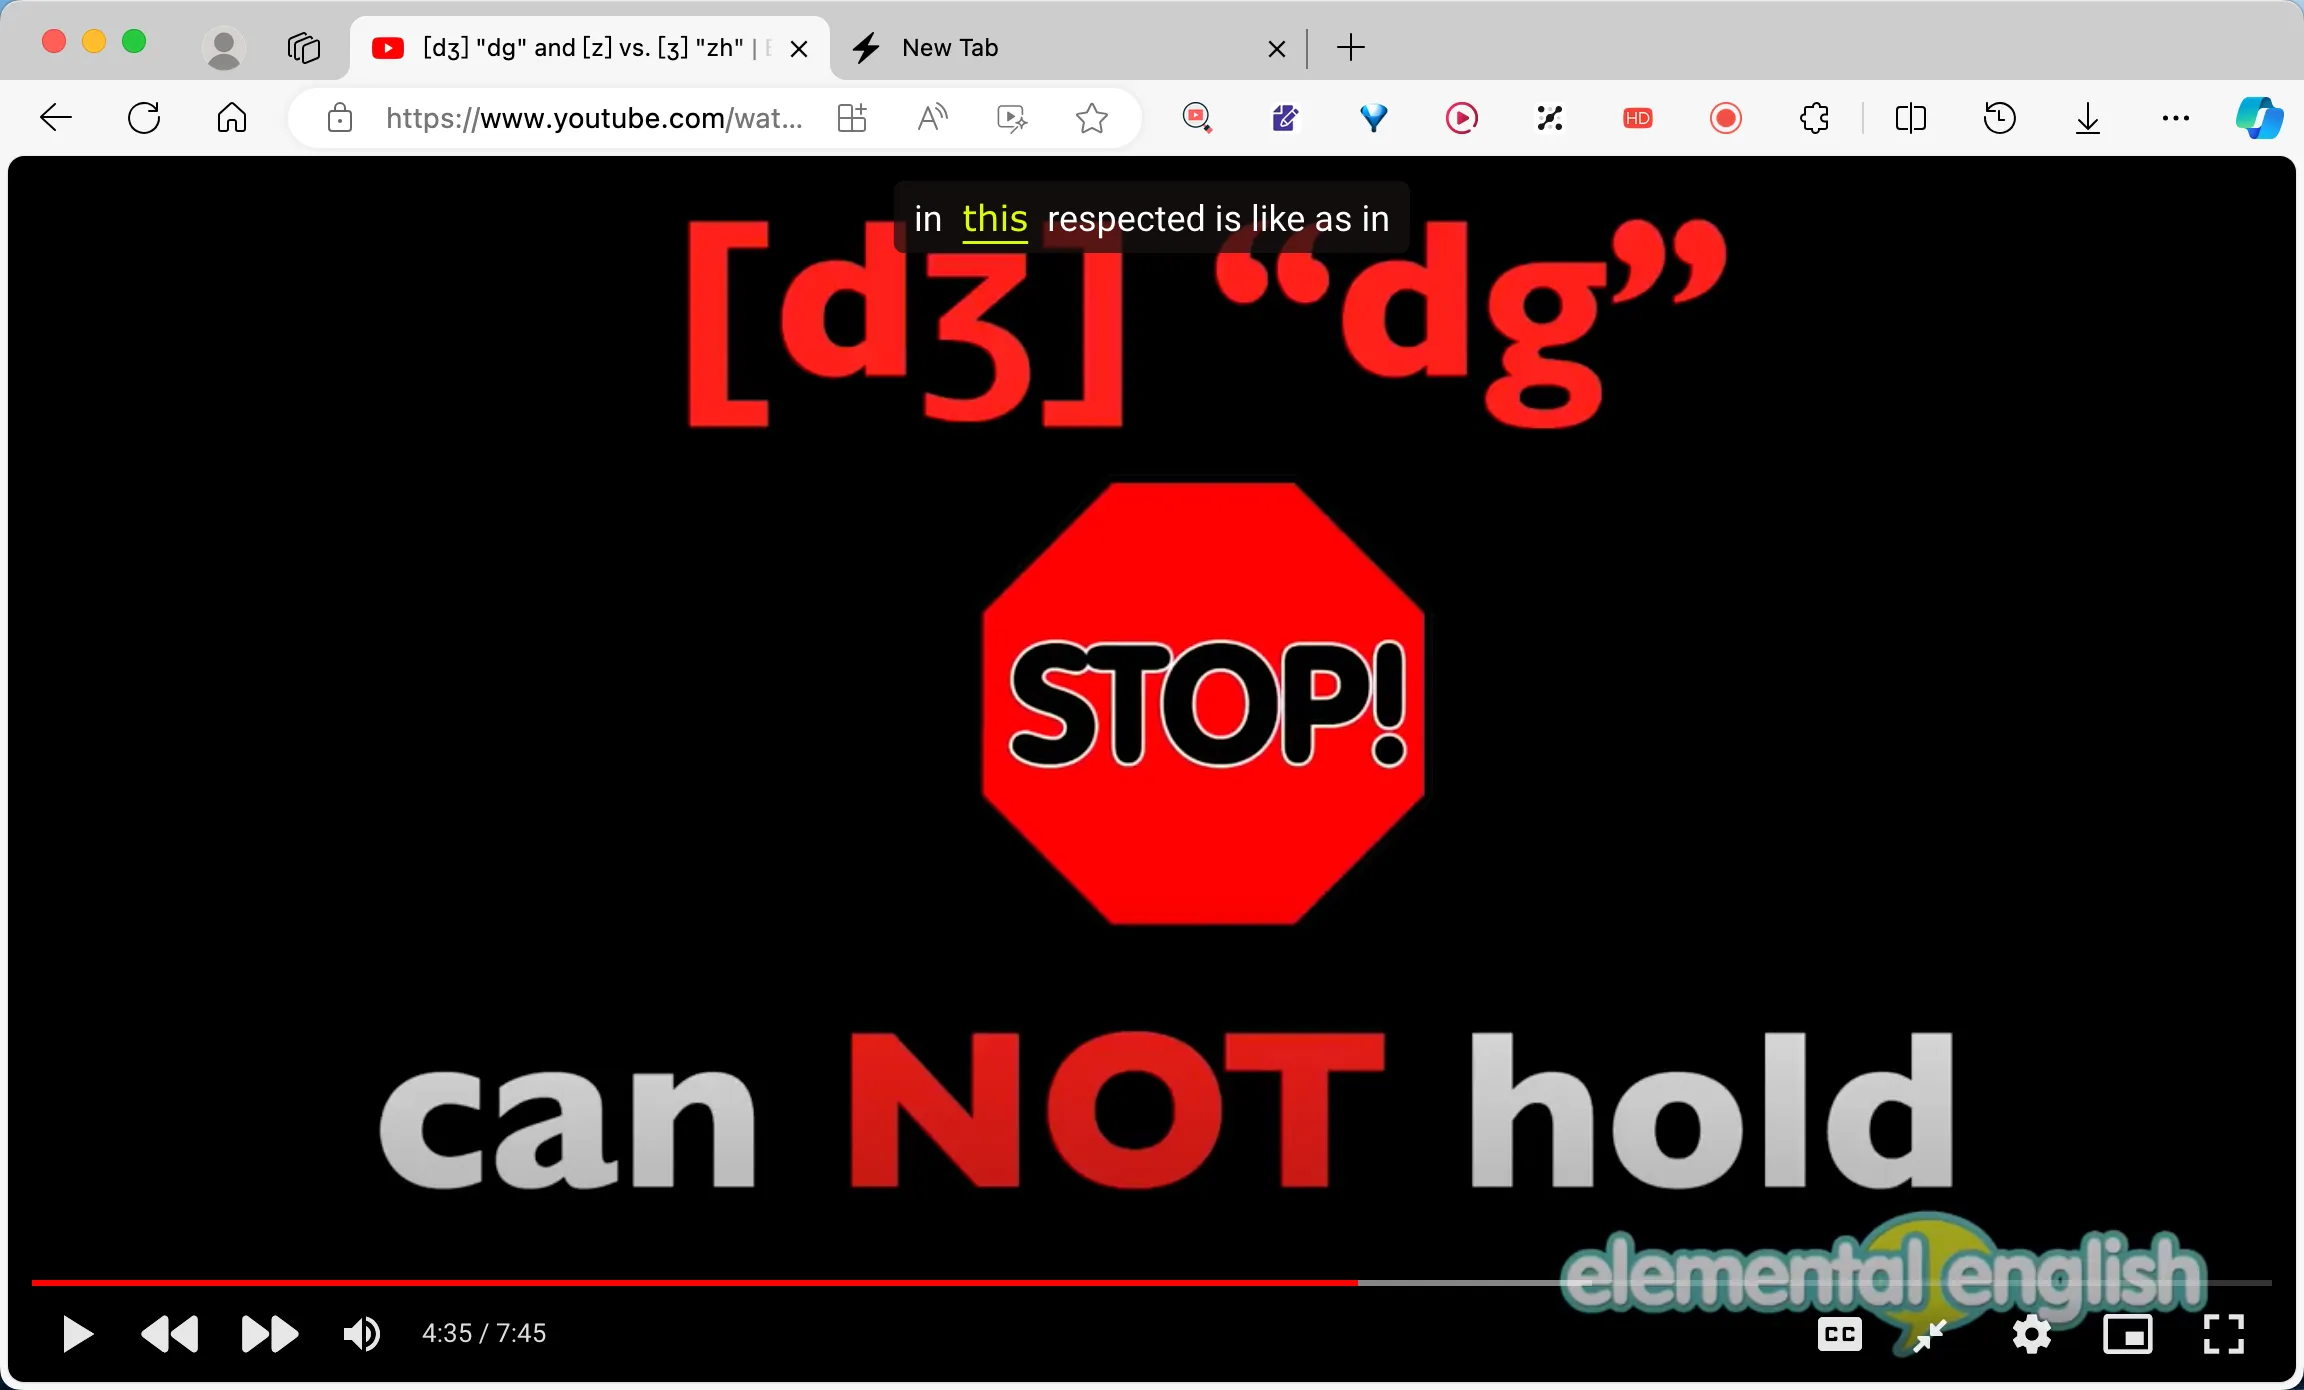 [dʒ] "dg" and [z] vs. [ʒ] "zh" |
New Tab
https://www.youtube.com/wat...
HD
in this respected is like as in
[dʒ] “dg”
STOP!
can NOT hold
elemental english
4:35 / 7:45
CC